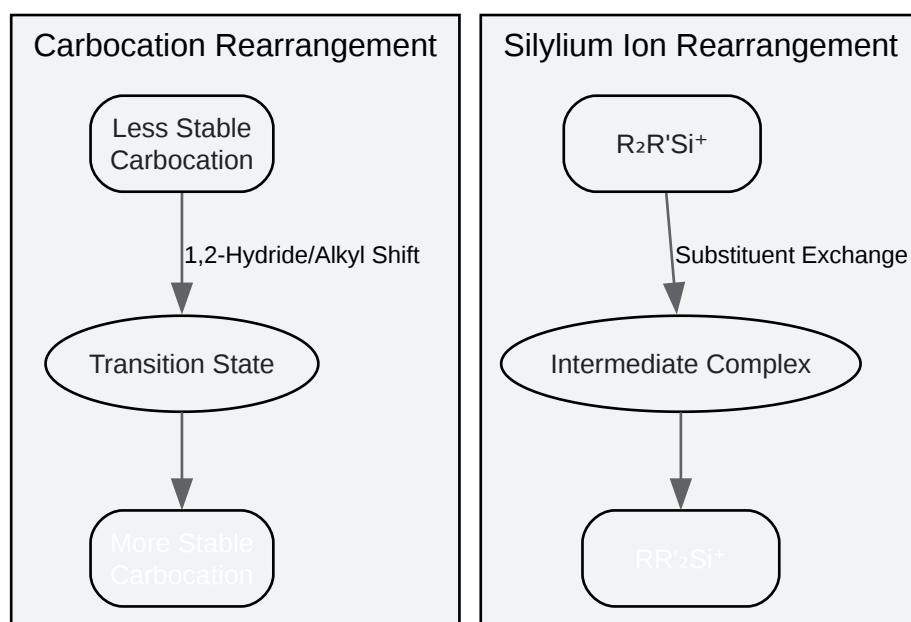 Carbocation Rearrangement
Less Stable
Carbocation
1,2-Hydride/Alkyl Shift
Transition State
More Stable
Carbocation
Silylium Ion Rearrangement
R₂R'Si⁺
Substituent Exchange
Intermediate Complex
RR'₂Si⁺